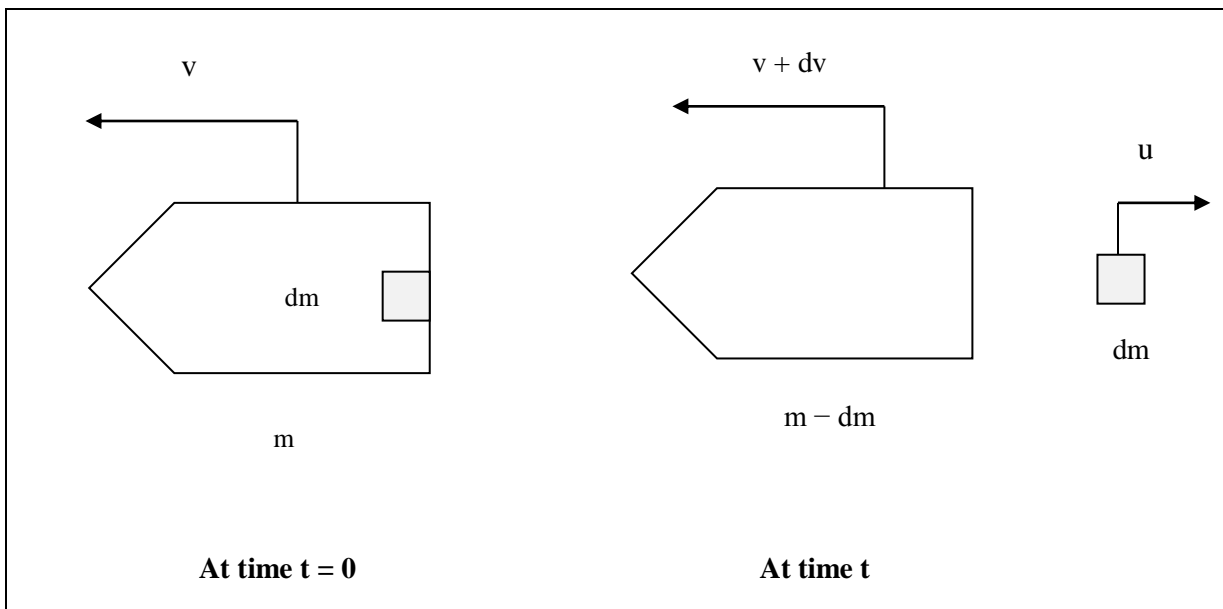 v
dm
m
At time t = 0
v + dv
m − dm
At time t
u
dm